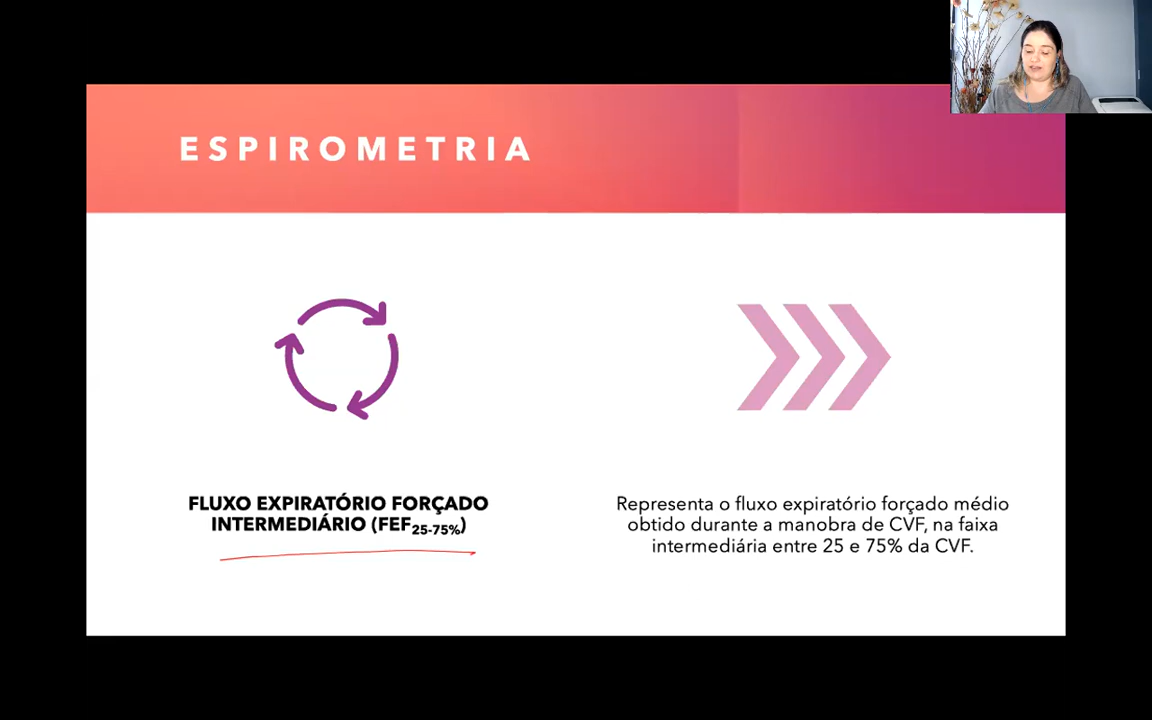 ESPIROMETRIA
FLUXO EXPIRATÓRIO FORÇADO
INTERMEDIÁRIO (FEF25-75%)
Representa o fluxo expiratório forçado médio
obtido durante a manobra de CVF, na faixa
intermediária entre 25 e 75% da CVF.